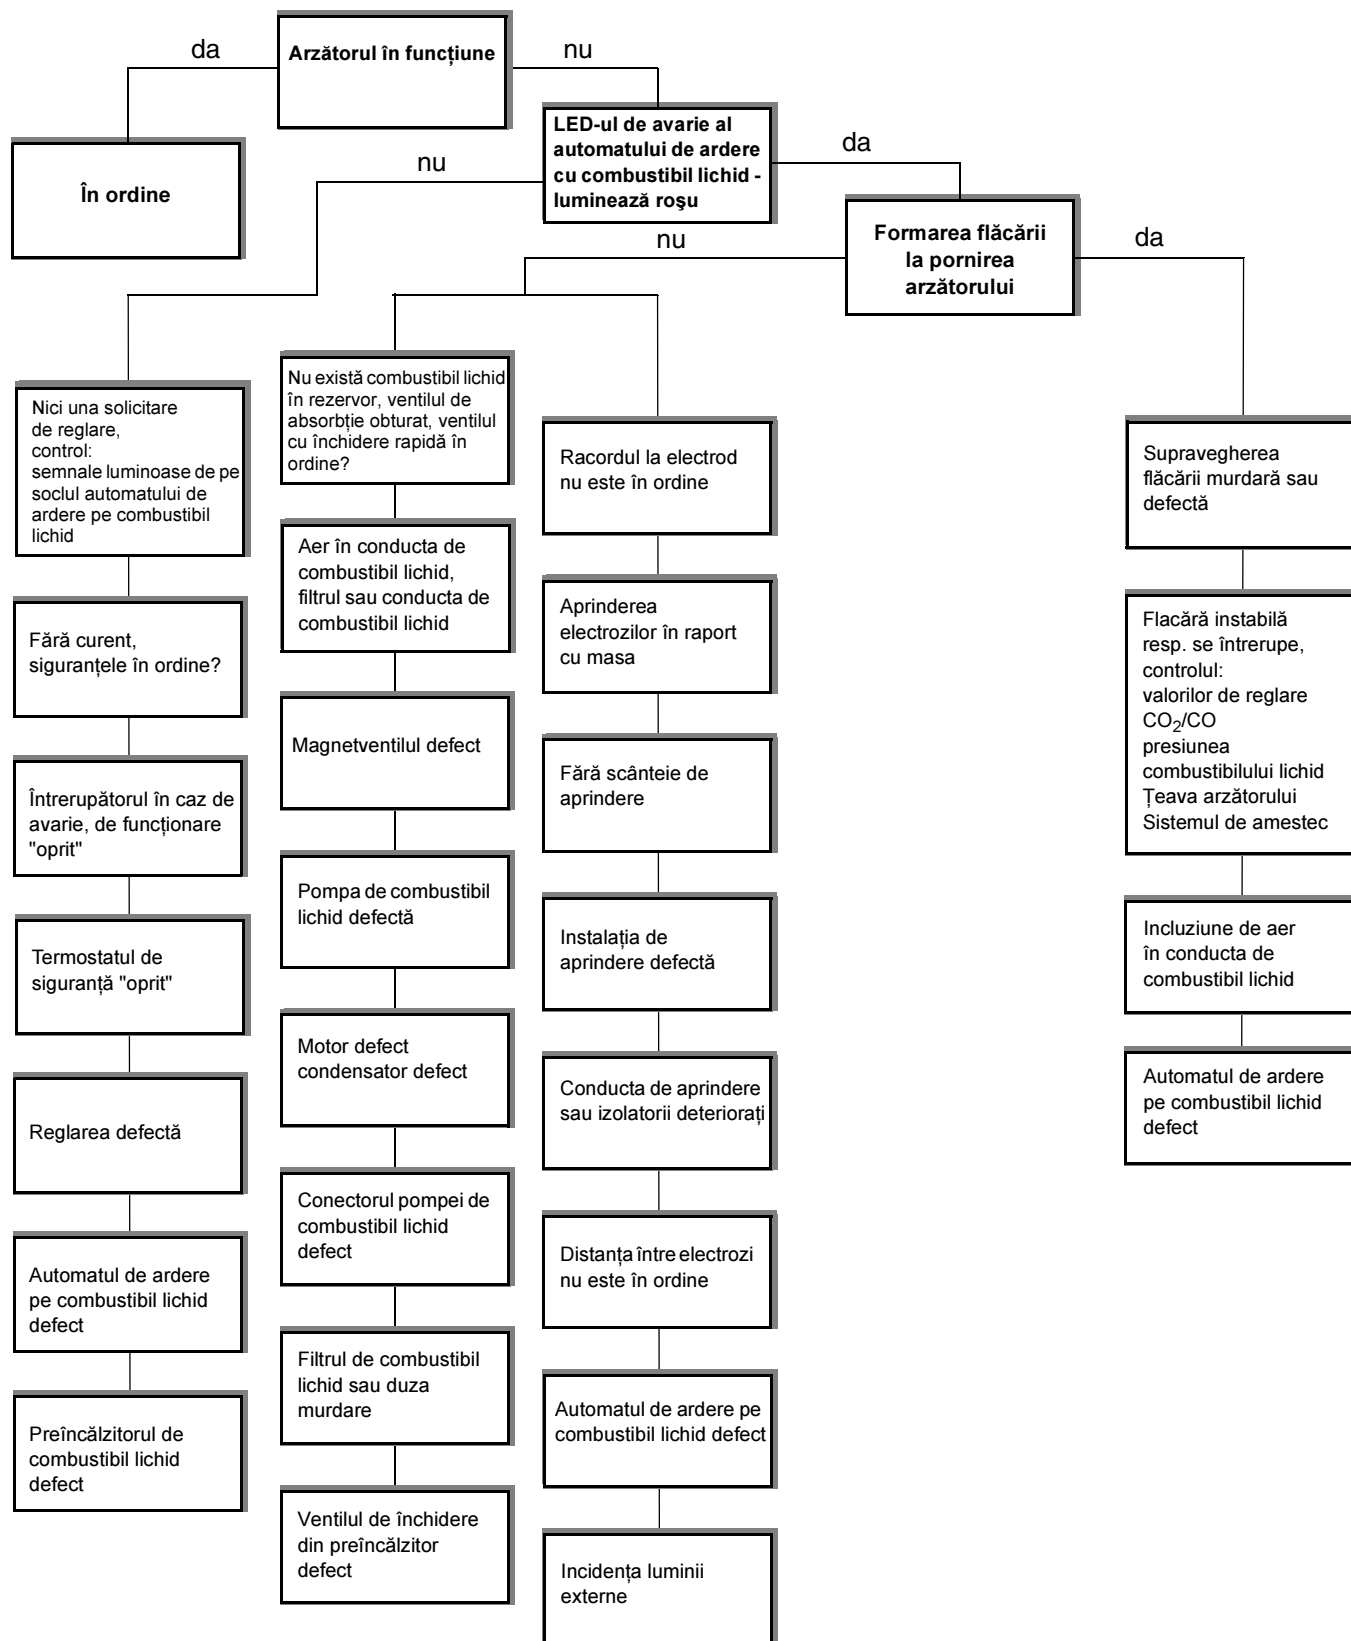 da
Arzătorul în funcțiune
nu
În ordine
LED-ul de avarie al
automatului de ardere
cu combustibil lichid -
luminează roşu
nu
da
Formarea flăcării
la pornirea
arzătorului
nu
da
Nici una solicitare
de reglare,
control:
semnale luminoase de pe
soclul automatului de
ardere pe combustibil
lichid
Fără curent,
siguranțele în ordine?
Întrerupătorul în caz de
avarie, de funcționare
"oprit"
Termostatul de
siguranță "oprit"
Reglarea defectă
Automatul de ardere
pe combustibil lichid
defect
Preîncălzitorul de
combustibil lichid
defect
Nu există combustibil lichid
în rezervor, ventilul de
absorbție obturat, ventilul
cu închidere rapidă în
ordine?
Aer în conducta de
combustibil lichid,
filtrul sau conducta de
combustibil lichid
Magnetventilul defect
Pompa de combustibil
lichid defectă
Motor defect
condensator defect
Conectorul pompei de
combustibil lichid
defect
Filtrul de combustibil
lichid sau duza
murdare
Ventilul de închidere
din preîncălzitor
defect
Racordul la electrod
nu este în ordine
Aprinderea
electrozilor în raport
cu masa
Fără scânteie de
aprindere
Instalația de
aprindere defectă
Conducta de aprindere
sau izolatorii deteriorați
Distanța între electrozi
nu este în ordine
Automatul de ardere pe
combustibil lichid defect
Incidența luminii
externe
Supravegherea
flăcării murdară sau
defectă
Flacără instabilă
resp. se întrerupe,
controlul:
valorilor de reglare
CO₂/CO
presiunea
combustibilului lichid
Țeava arzătorului
Sistemul de amestec
Incluziune de aer
în conducta de
combustibil lichid
Automatul de ardere
pe combustibil lichid
defect